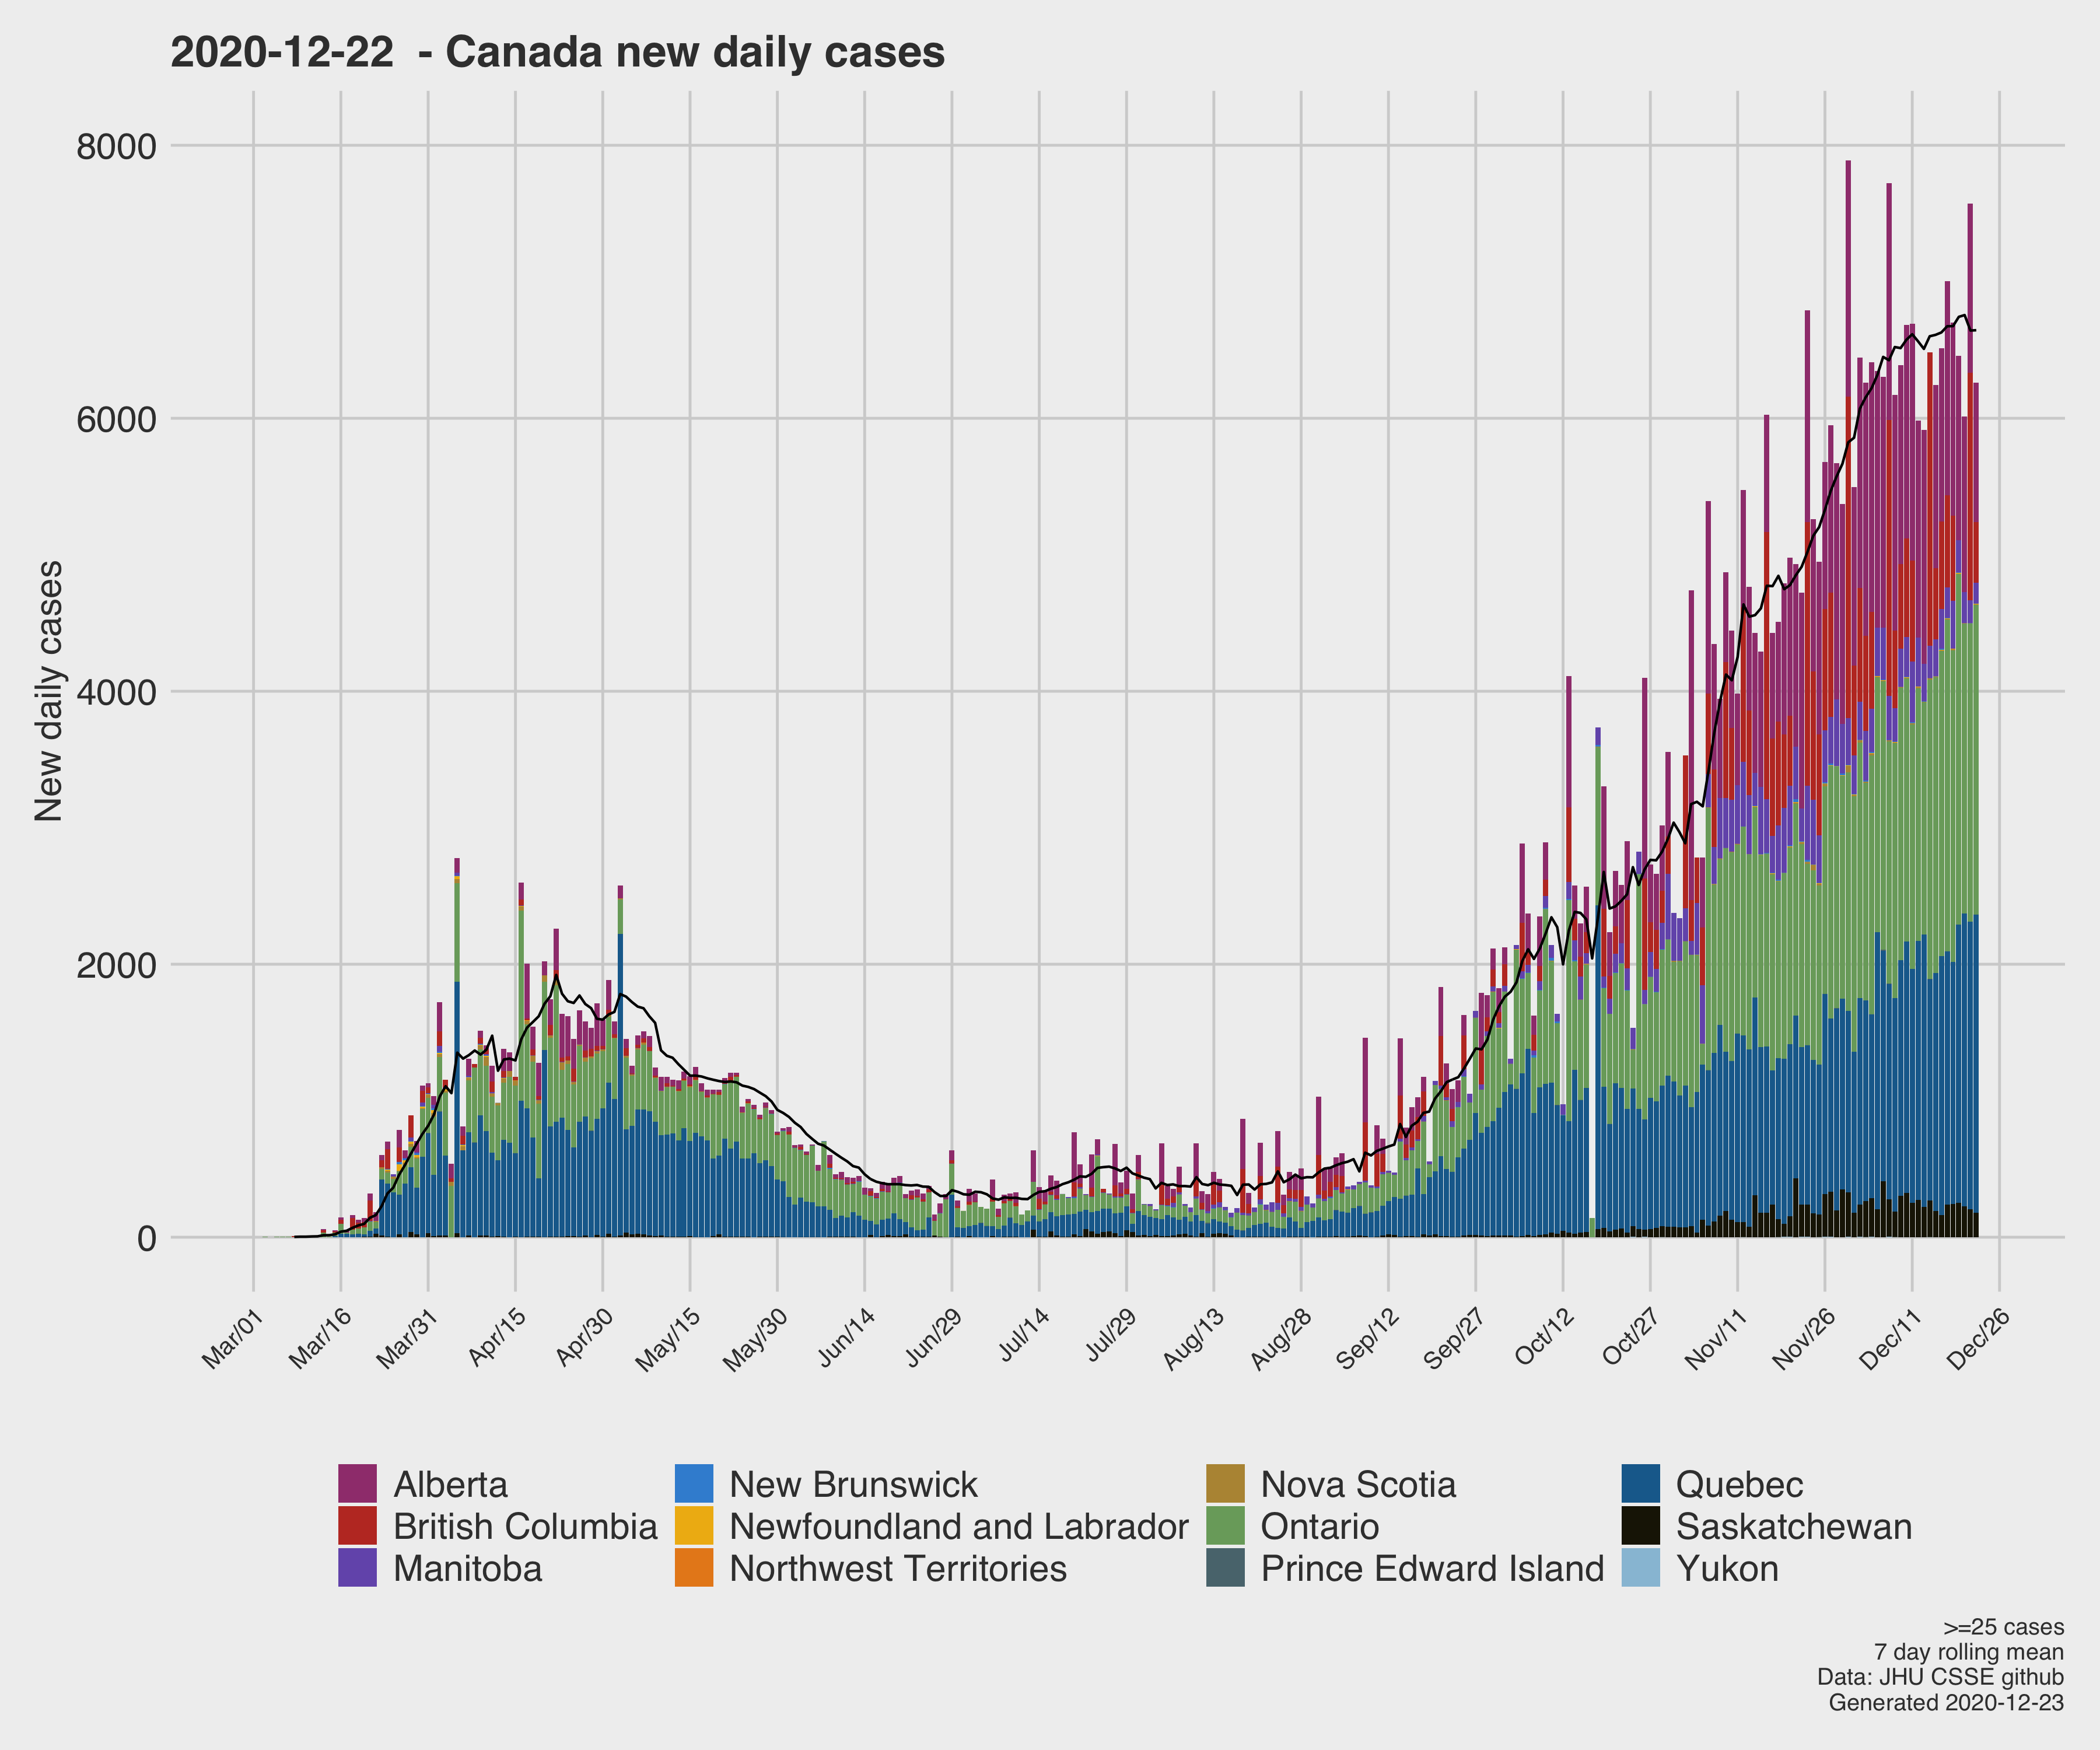 2020-12-22 - Canada new daily cases
New daily cases
8000
6000
4000
2000
0
Mar/01 Mar/16 Mar/31 Apr/15 Apr/30 May/15 May/30 Jun/14 Jun/29 Jul/14 Jul/29 Aug/13 Aug/28 Sep/12 Sep/27 Oct/12 Oct/27 Nov/11 Nov/26 Dec/11 Dec/26
Alberta New Brunswick Nova Scotia Quebec
British Columbia Newfoundland and Labrador Ontario Saskatchewan
Manitoba Northwest Territories Prince Edward Island Yukon
>=25 cases
7 day rolling mean
Data: JHU CSSE github
Generated 2020-12-23